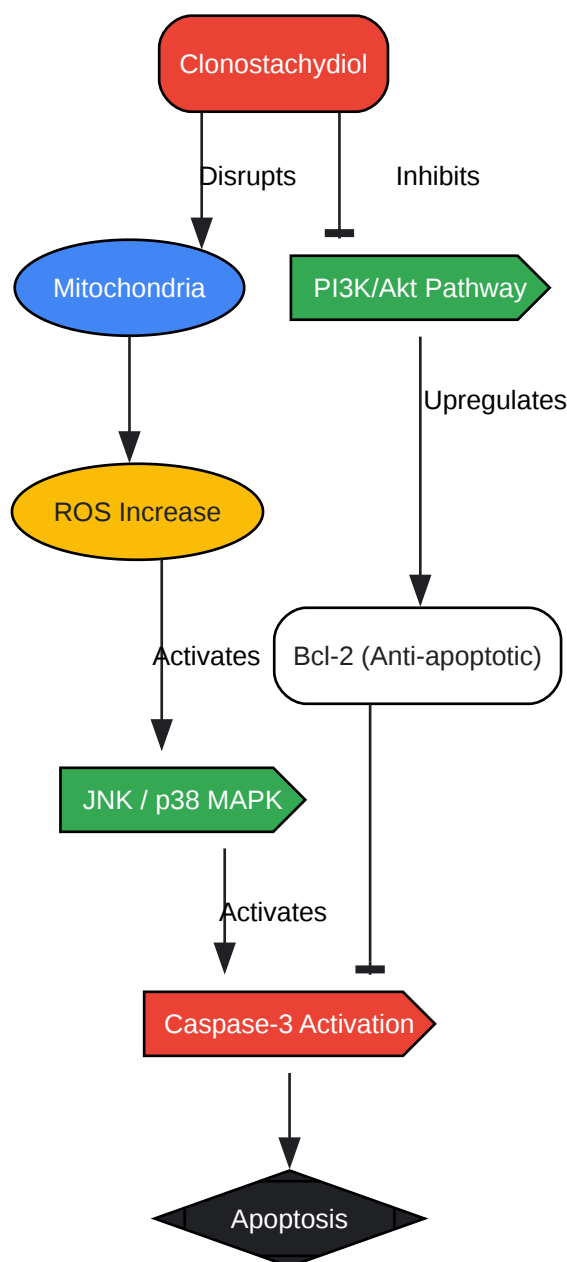 Clonostachydiol
Disrupts
Inhibits
Mitochondria
PI3K/Akt Pathway
Upregulates
ROS Increase
Activates
Bcl-2 (Anti-apoptotic)
JNK / p38 MAPK
Activates
Caspase-3 Activation
Apoptosis